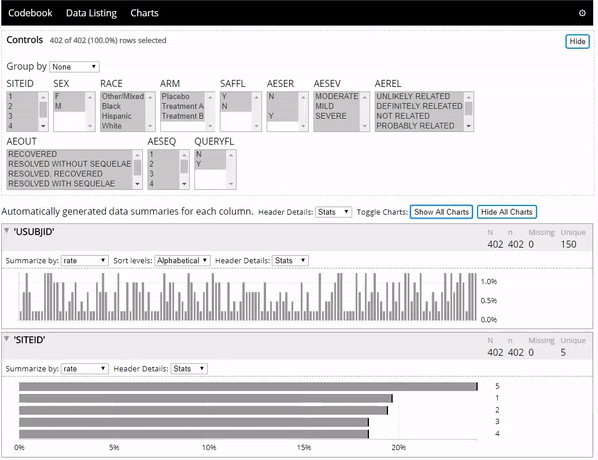 Codebook Data Listing Charts
Controls 402 of 402 (100.0%) rows selected Hide
Group by None
SITEID SEX RACE ARM SAFFL AESER AESEV AEREL
1 F Other/Mixed Placebo Y N MODERATE UNLIKELY RELATED
2 M Black Treatment A N MILD DEFINITELY RELEATED
3 Hispanic Treatment B Y SEVERE NOT RELATED
4 White PROBABLY RELATED
AEOUT AESEQ QUERYFL
RECOVERED 1 N
RESOLVED WITHOUT SEQUELAE 2 Y
RESOLVED. RECOVERED 3
RESOLVED WITH SEQUELAE 4
Automatically generated data summaries for each column. Header Details: Stats Toggle Charts: Show All Charts Hide All Charts
'USUBJID' N n Missing Unique
402 402 0 150
Summarize by: rate Sort levels: Alphabetical Header Details: Stats
1.0%
0.5%
0.0%
'SITEID' N n Missing Unique
402 402 0 5
Summarize by: rate Header Details: Stats
5
1
2
3
4
0% 5% 10% 15% 20%